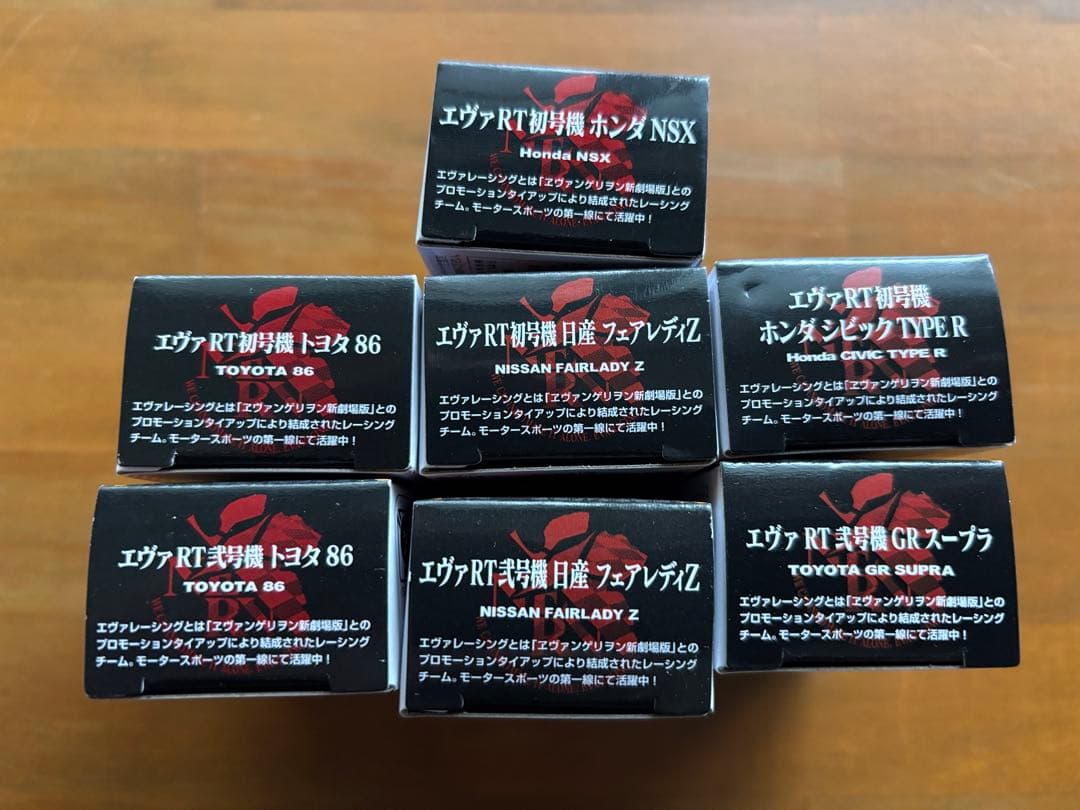 エヴァRT初号機 ホンダ NSX
Honda NSX
エヴァレーシングとは「ヱヴァンゲリヲン新劇場版」との
プロモーションタイアップにより結成されたレーシング
チーム。モータースポーツの第一線にて活躍中！
エヴァRT初号機 トヨタ 86
TOYOTA 86
エヴァレーシングとは「ヱヴァンゲリヲン新劇場版」との
プロモーションタイアップにより結成されたレーシング
チーム。モータースポーツの第一線にて活躍中！
エヴァRT初号機 日産 フェアレディZ
NISSAN FAIRLADY Z
エヴァレーシングとは「ヱヴァンゲリヲン新劇場版」との
プロモーションタイアップにより結成されたレーシング
チーム。モータースポーツの第一線にて活躍中！
エヴァRT初号機
ホンダ シビック TYPE R
Honda CIVIC TYPE R
エヴァレーシングとは「ヱヴァンゲリヲン新劇場版」との
プロモーションタイアップにより結成されたレーシング
チーム。モータースポーツの第一線にて活躍中！
エヴァRT弐号機 トヨタ 86
TOYOTA 86
エヴァレーシングとは「ヱヴァンゲリヲン新劇場版」との
プロモーションタイアップにより結成されたレーシング
チーム。モータースポーツの第一線にて活躍中！
エヴァRT弐号機 日産 フェアレディZ
NISSAN FAIRLADY Z
エヴァレーシングとは「ヱヴァンゲリヲン新劇場版」との
プロモーションタイアップにより結成されたレーシング
チーム。モータースポーツの第一線にて活躍中！
エヴァ RT 弐号機 GR スープラ
TOYOTA GR SUPRA
エヴァレーシングとは「ヱヴァンゲリヲン新劇場版」との
プロモーションタイアップにより結成されたレーシング
チーム。モータースポーツの第一線にて活躍中！